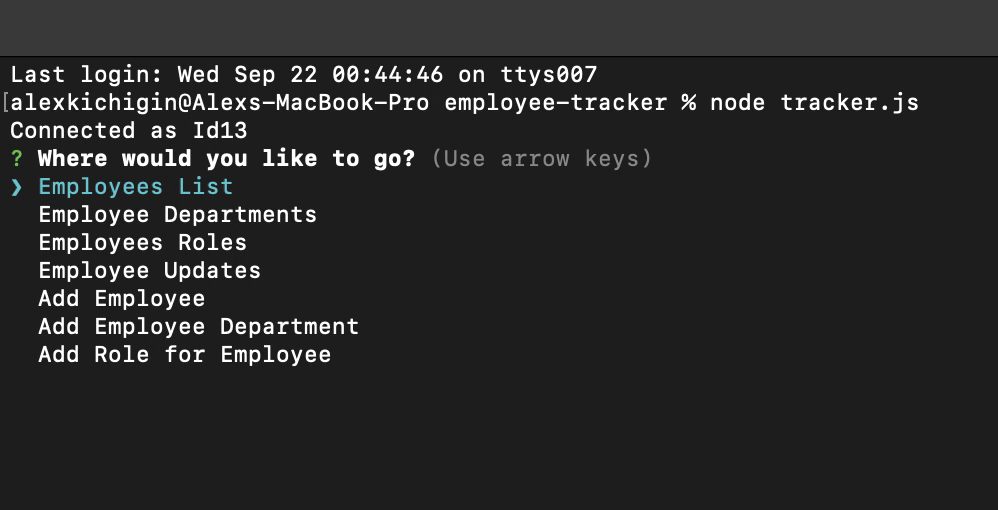 Last login: Wed Sep 22 00:44:46 on ttys007
[alexkichigin@Alexs-MacBook-Pro employee-tracker % node tracker.js
Connected as Id13
? Where would you like to go? (Use arrow keys)
❯ Employees List
Employee Departments
Employees Roles
Employee Updates
Add Employee
Add Employee Department
Add Role for Employee